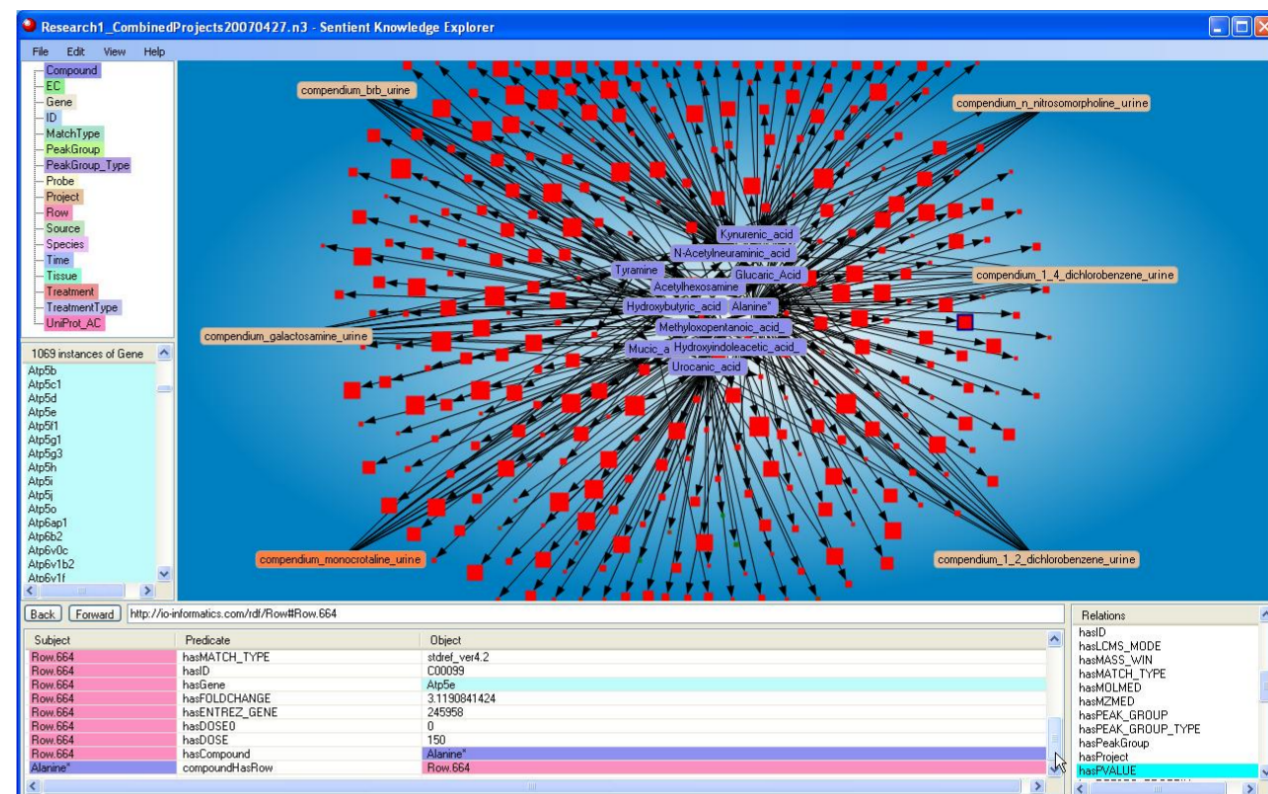 Research1_CombinedProjects20070427.n3 - Sentient Knowledge Explorer
File Edit View Help
Compound
EC
Gene
ID
MatchType
PeakGroup
PeakGroup_Type
Probe
Project
Row
Source
Species
Time
Tissue
Treatment
TreatmentType
UniProt_AC
1069 instances of Gene
Atp5b
Atp5c1
Atp5d
Atp5e
Atp5f1
Atp5g1
Atp5g3
Atp5h
Atp5i
Atp5j
Atp5o
Atp6ap1
Atp6b2
Atp6v0c
Atp6v1b2
Atp6v1f
compendium_brb_urine
compendium_n_nitrosomorpholine_urine
Kynurenic_acid
N-Acetylneuraminic_acid
Tyramine
Glucaric_Acid
compendium_1_4_dichlorobenzene_urine
Acetylhexosamine
Hydroxybutyric_acid
Alanine"
Methyloxopentanoic_acid_
compendium_galactosamine_urine
Mucic_a
Hydroxyindoleacetic_acid_
Urocanic_acid
compendium_monocrotaline_urine
compendium_1_2_dichlorobenzene_urine
Back Forward http://io-informatics.com/rdf/Row#Row.664
Subject Predicate Object
Row.664 hasMATCH_TYPE stdref_ver4.2
Row.664 hasID C00099
Row.664 hasGene Atp5e
Row.664 hasFOLDCHANGE 3.1190841424
Row.664 hasENTREZ_GENE 245958
Row.664 hasDOSE0 0
Row.664 hasDOSE 150
Row.664 hasCompound Alanine"
Alanine" compoundHasRow Row.664
Relations
hasID
hasLCMS_MODE
hasMASS_WIN
hasMATCH_TYPE
hasMOLMED
hasMZMED
hasPEAK_GROUP
hasPEAK_GROUP_TYPE
hasPeakGroup
hasProject
hasPVALUE